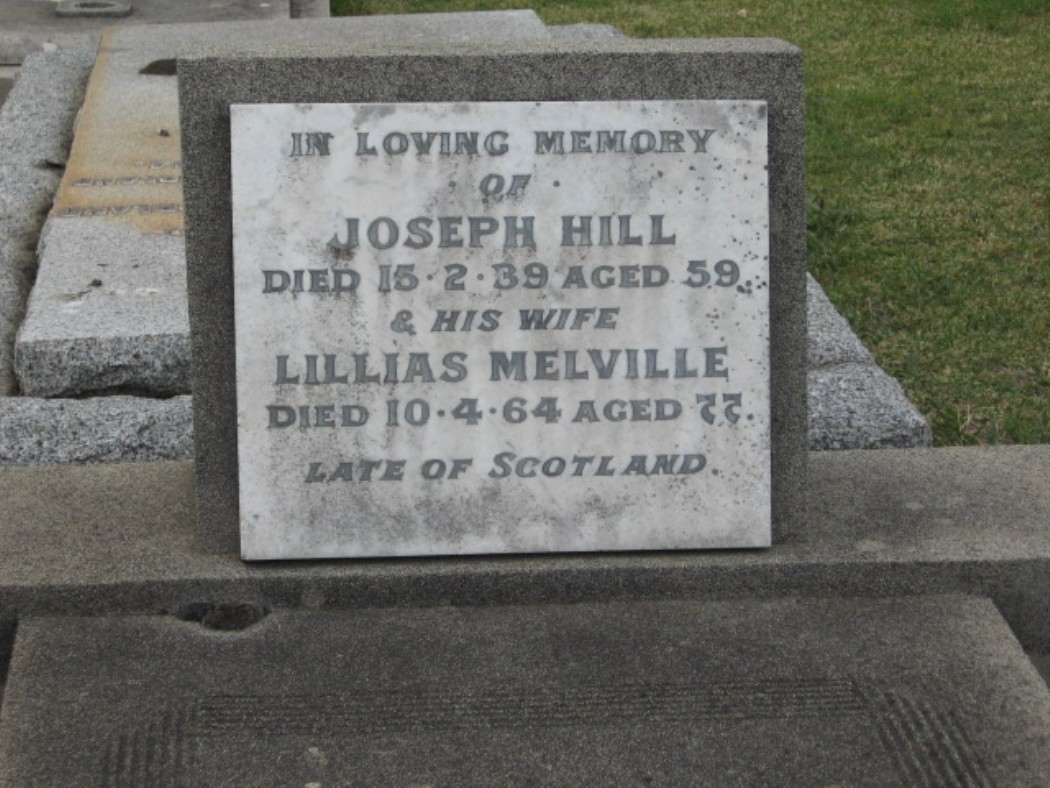 IN LOVING MEMORY
· OF ·
JOSEPH HILL
DIED 15·2·39 AGED 59.
& HIS WIFE
LILLIAS MELVILLE
DIED 10·4·64 AGED 77.
LATE OF SCOTLAND.